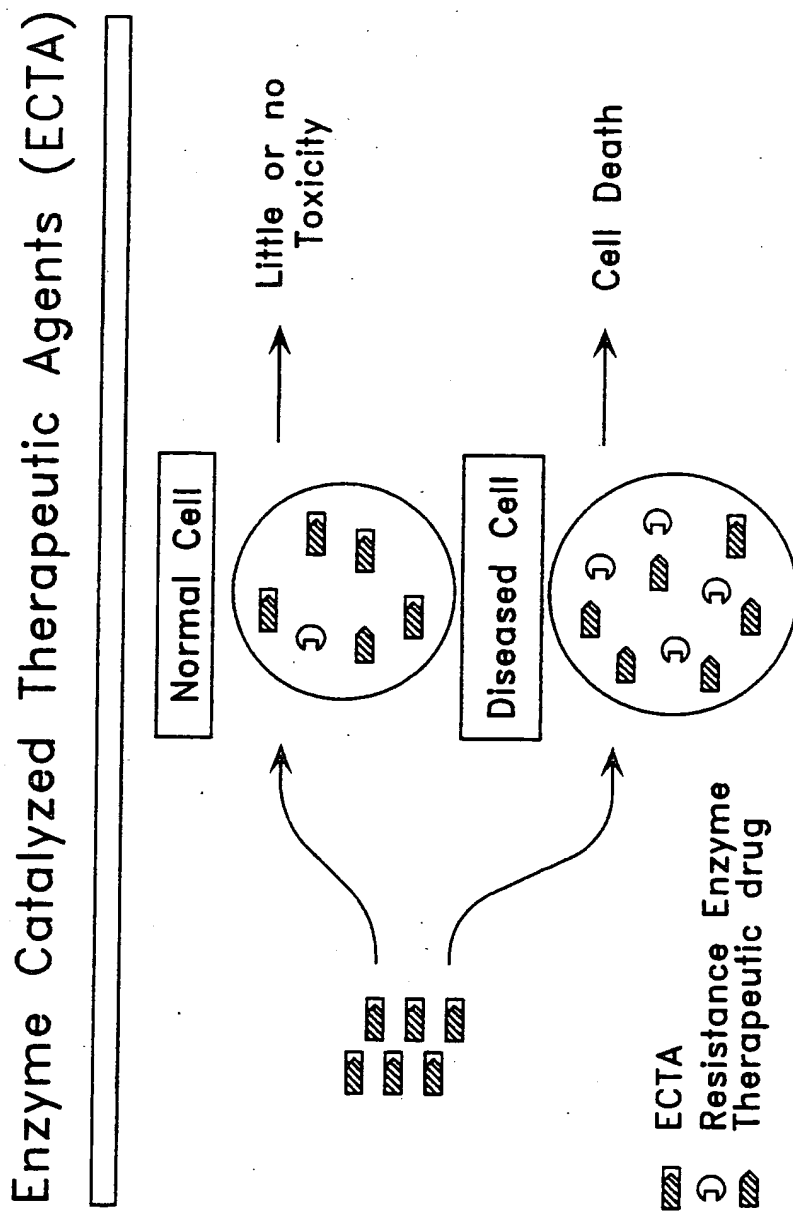 Enzyme Catalyzed Therapeutic Agents (ECTA)
Normal Cell
Little or no
Toxicity
Diseased Cell
Cell Death
ECTA
Resistance Enzyme
Therapeutic drug